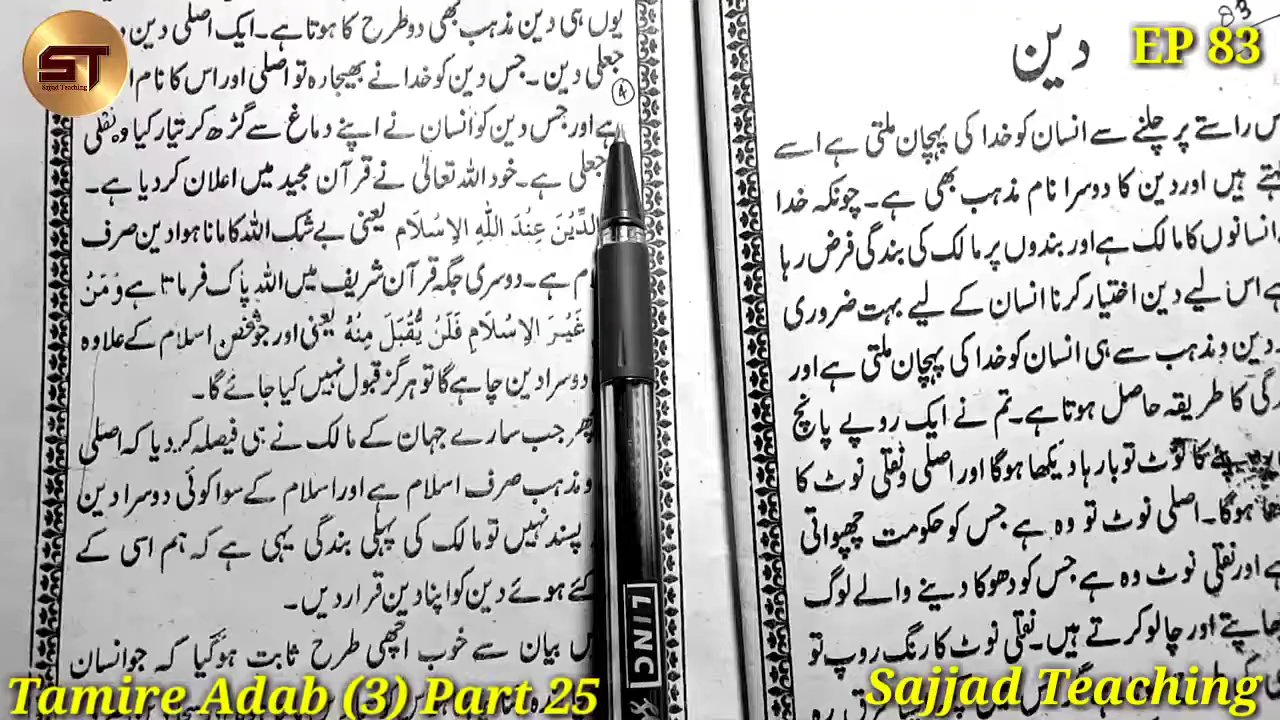 EP 83
83
دین
س راستے پر چلنے سے انسان کو خدا کی پہچان ملتی ہے اسے
ہتے ہیں اور دین کا دوسرا نام مذہب بھی ہے۔ چونکہ خدا
انسانوں کا مالک ہے اور بندوں پر مالک کی بندگی فرض رہا
ہے اس لیے دین اختیار کرنا انسان کے لیے بہت ضروری
۔ دین و مذہب سے ہی انسان کو خدا کی پہچان ملتی ہے اور
دگی کا طریقہ حاصل ہوتا ہے۔ تم نے ایک روپے پانچ
کا نوٹ تو بارہا دیکھا ہوگا اور اصلی و نقلی نوٹ کا
ہوگا۔ اصلی نوٹ تو وہ ہے جس کو حکومت چھپواتی
ہے اور نقلی نوٹ وہ ہے جس کو دھوکا دینے والے لوگ
چھاپتے اور چالو کرتے ہیں۔ نقلی نوٹ کا رنگ روپ تو
یوں ہی دین مذہب بھی دو طرح کا ہوتا ہے۔ ایک اصلی دین
جعلی دین۔ جس دین کو خدا نے بھیجا وہ تو اصلی اور اس کا نام
ہے اور جس دین کو انسان نے اپنے دماغ سے گڑھ کر تیار کیا وہ نقلی
جعلی ہے۔ خود اللہ تعالیٰ نے قرآن مجید میں اعلان کر دیا ہے۔
الدِّيْنَ عِنْدَ اللّٰهِ الْاِسْلَام یعنی بے شک اللہ کا مانا ہوا دین صرف
ام ہے۔ دوسری جگہ قرآن شریف میں اللہ پاک فرماتا ہے وَمَنْ
غَيْرَ الْاِسْلَامِ فَلَنْ يُّقْبَلَ مِنْهُ یعنی اور جو شخص اسلام کے علاوہ
دوسرا دین چاہے گا تو ہرگز قبول نہیں کیا جائے گا۔
پھر جب سارے جہان کے مالک نے ہی فیصلہ کر دیا کہ اصلی
و مذہب صرف اسلام ہے اور اسلام کے سوا کوئی دوسرا دین
پسند نہیں تو مالک کی پہلی بندگی یہی ہے کہ ہم اسی کے
گئے ہوئے دین کو اپنا دین قرار دیں۔
س بیان سے خوب اچھی طرح ثابت ہوگیا کہ جو انسان
ST
Sajjad Teaching
LINC
Tamire Adab (3) Part 25
Sajjad Teaching